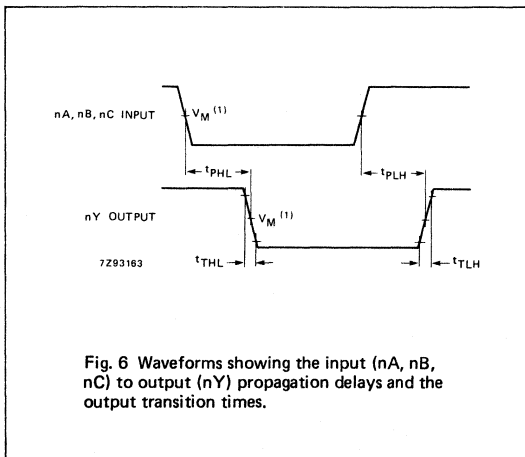 nA, nB, nC INPUT
V_M (1)
t_PHL
t_PLH
nY OUTPUT
V_M (1)
7Z93163
t_THL
t_TLH
Fig. 6 Waveforms showing the input (nA, nB,
nC) to output (nY) propagation delays and the
output transition times.